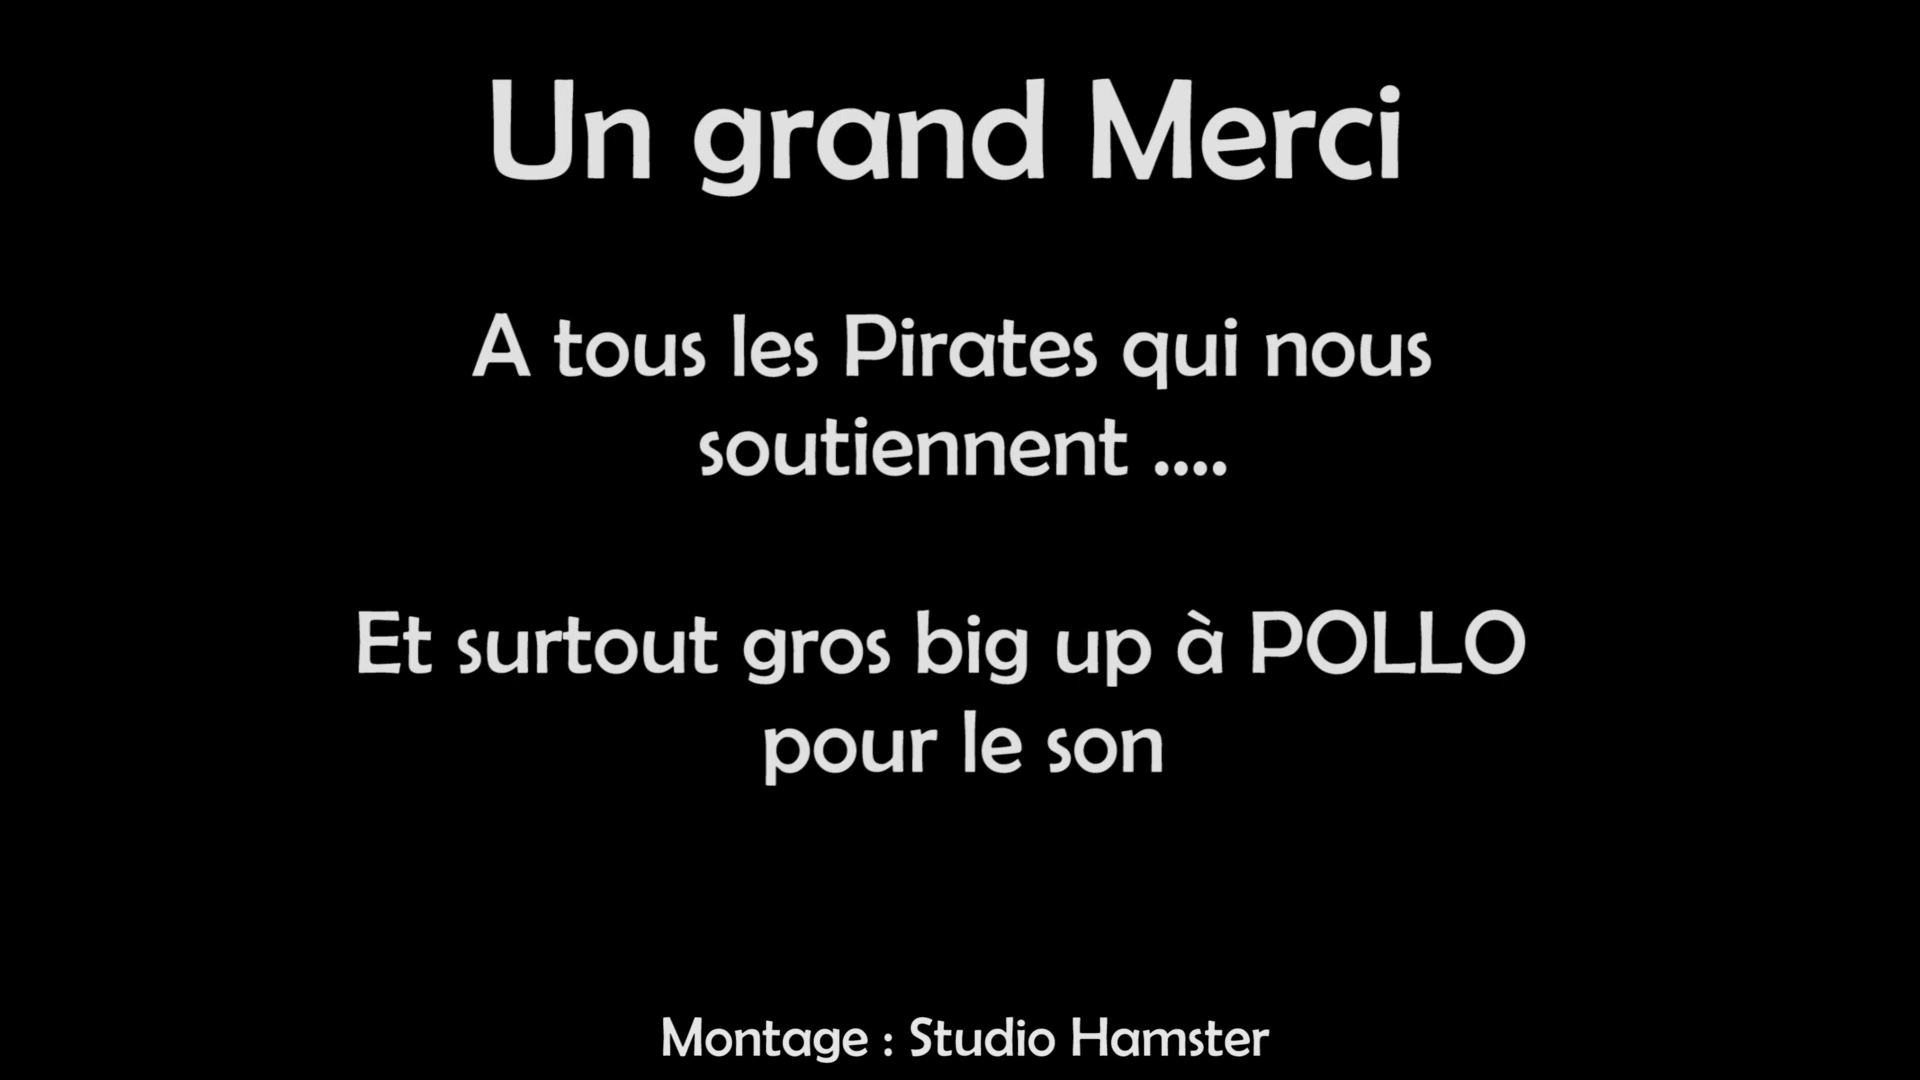 Un grand Merci
A tous les Pirates qui nous
soutiennent ....
Et surtout gros big up à POLLO
pour le son
Montage : Studio Hamster